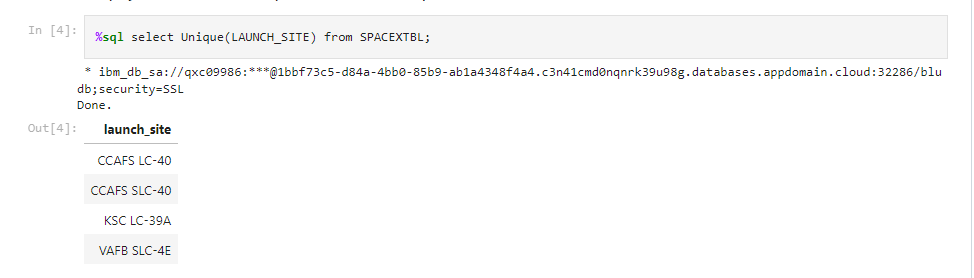 In [4]: %sql select Unique(LAUNCH_SITE) from SPACEXTBL;
* ibm_db_sa://qxc09986:***@1bbf73c5-d84a-4bb0-85b9-ab1a4348f4a4.c3n41cmd0nqnrk39u98g.databases.appdomain.cloud:32286/blu
db;security=SSL
Done.
Out[4]: launch_site
CCAFS LC-40
CCAFS SLC-40
KSC LC-39A
VAFB SLC-4E